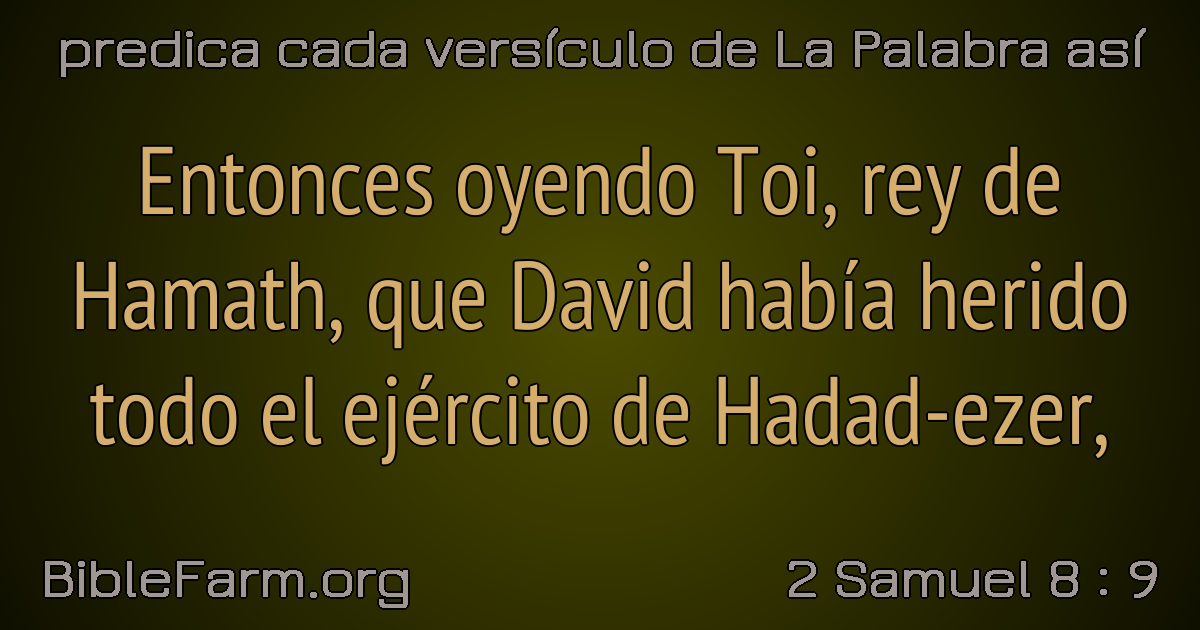 predica cada versículo de La Palabra así
Entonces oyendo Toi, rey de
Hamath, que David había herido
todo el ejército de Hadad-ezer,
BibleFarm.org
2 Samuel 8 : 9